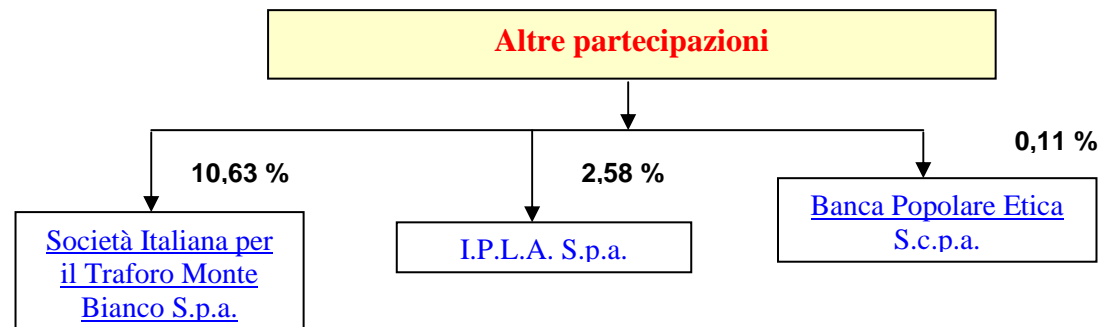 Altre partecipazioni
10,63 %
2,58 %
0,11 %
Società Italiana per
il Traforo Monte
Bianco S.p.a.
I.P.L.A. S.p.a.
Banca Popolare Etica
S.c.p.a.